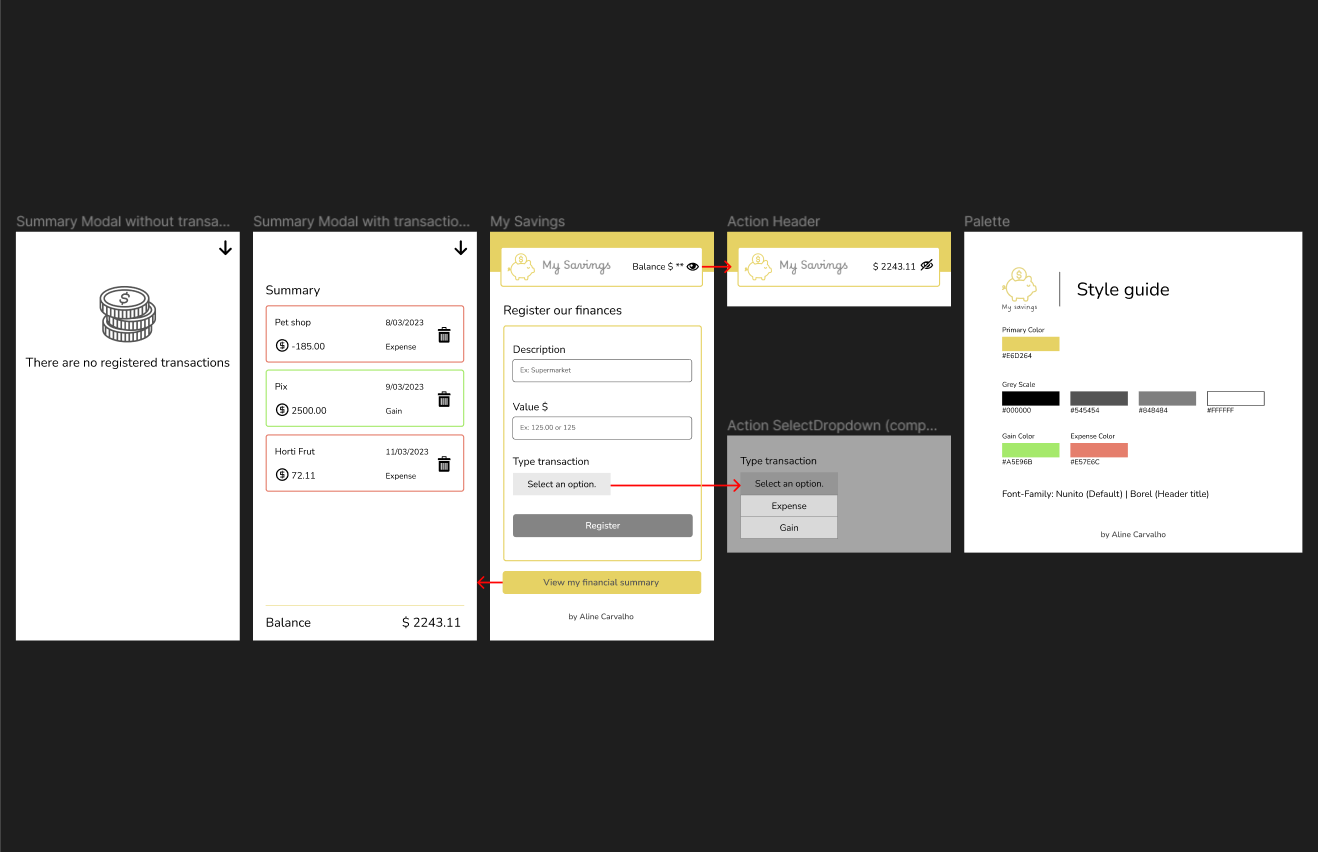 Summary Modal without transa...
There are no registered transactions
Summary Modal with transactio...
Summary
Pet shop
8/03/2023
-185.00
Expense
Pix
9/03/2023
2500.00
Gain
Horti Frut
11/03/2023
72.11
Expense
Balance
$ 2243.11
My Savings
My Savings
Balance $ **
Register our finances
Description
Ex: Supermarket
Value $
Ex: 125.00 or 125
Type transaction
Select an option.
Register
View my financial summary
by Aline Carvalho
Action Header
My Savings
$ 2243.11
Action SelectDropdown (comp...
Type transaction
Select an option.
Expense
Gain
Palette
My savings
Style guide
Primary Color
#E6D264
Grey Scale
#000000
#545454
#848484
#FFFFFF
Gain Color
Expense Color
#A5E96B
#E57E6C
Font-Family: Nunito (Default) | Borel (Header title)
by Aline Carvalho